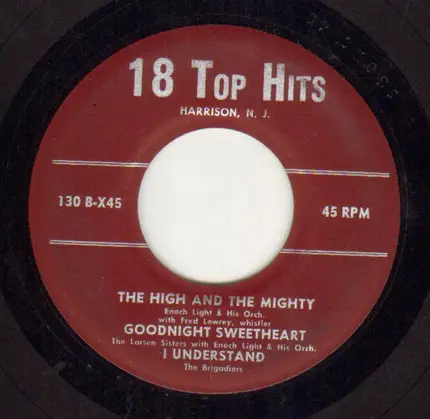 18 TOP HITS
HARRISON, N. J.
130 B-X45
45 RPM
THE HIGH AND THE MIGHTY
Enoch Light & His Orch.
with Fred Lowrey, whistler
GOODNIGHT SWEETHEART
The Larsen Sisters with Enoch Light & His Orch.
I UNDERSTAND
The Brigadiers